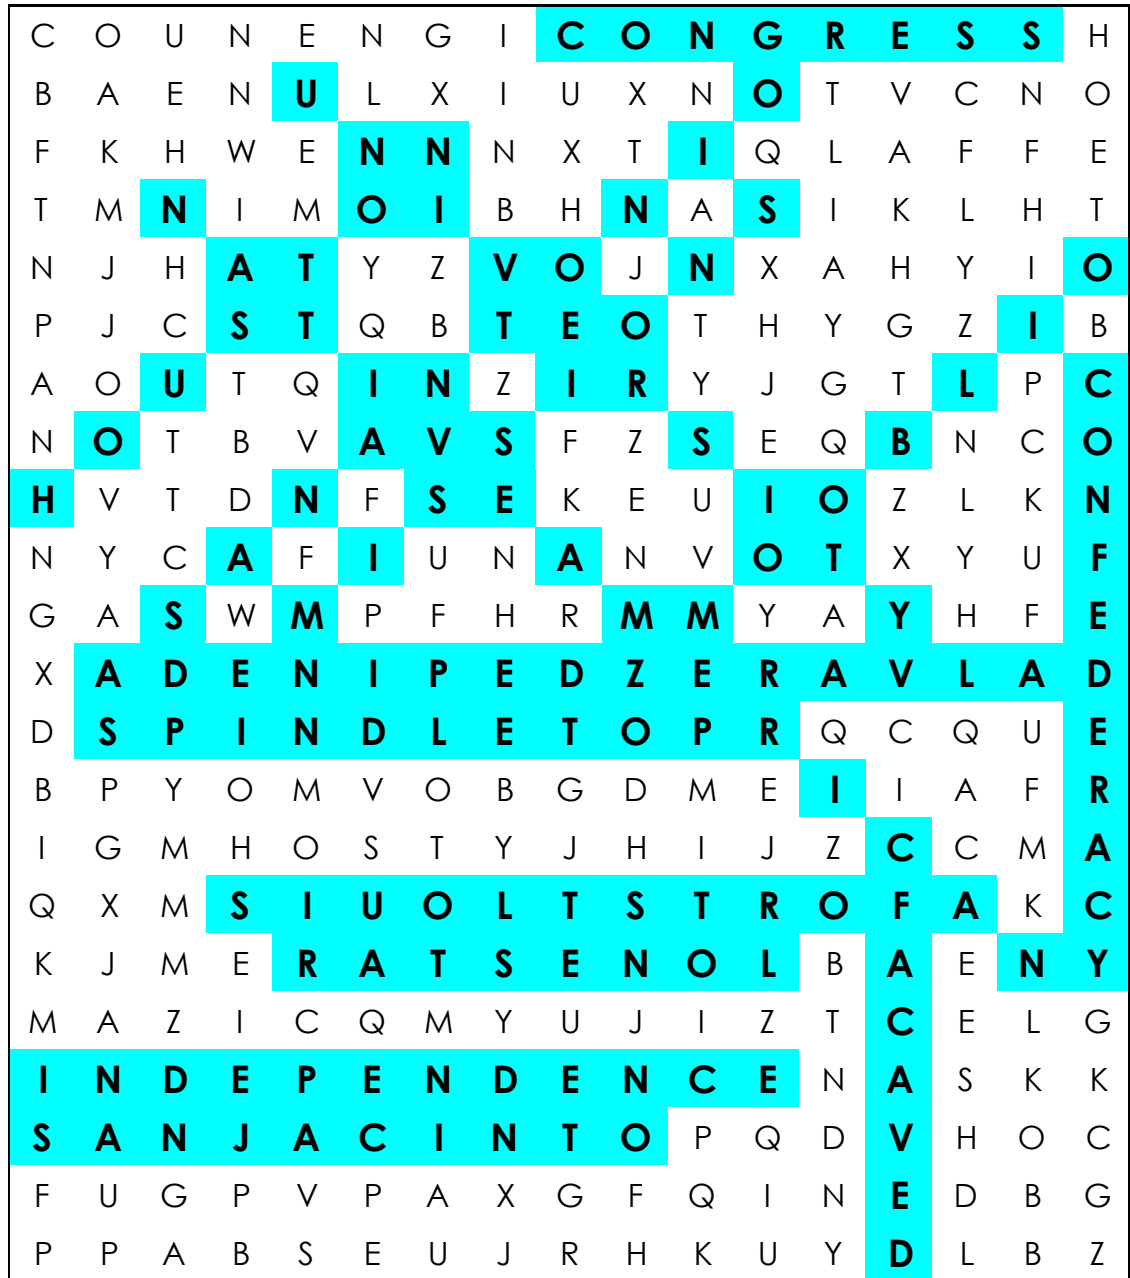 C O U N E N G I C O N G R E S S H
B A E N U L X I U X N O T V C N O
F K H W E N N N X T I Q L A F F E
T M N I M O I B H N A S I K L H T
N J H A T Y Z V O J N X A H Y I O
P J C S T Q B T E O T H Y G Z I B
A O U T Q I N Z I R Y J G T L P C
N O T B V A V S F Z S E Q B N C O
H V T D N F S E K E U I O Z L K N
N Y C A F I U N A N V O T X Y U F
G A S W M P F H R M M Y A Y H F E
X A D E N I P E D Z E R A V L A D
D S P I N D L E T O P R Q C Q U E
B P Y O M V O B G D M E I I A F R
I G M H O S T Y J H I J Z C C M A
Q X M S I U O L T S T R O F A K C
K J M E R A T S E N O L B A E N Y
M A Z I C Q M Y U J I Z T C E L G
I N D E P E N D E N C E N A S K K
S A N J A C I N T O P Q D V H O C
F U G P V P A X G F Q I N E D B G
P P A B S E U J R H K U Y D L B Z